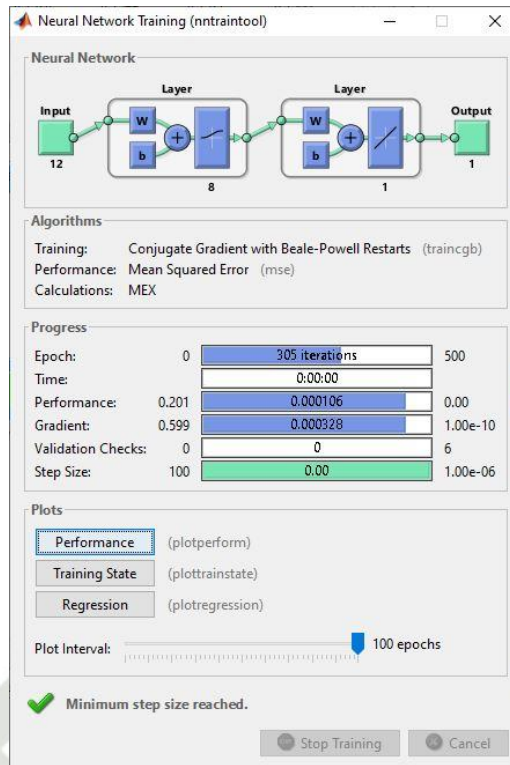 Neural Network Training (nntraintool)
Neural Network
Layer Layer
Input Output
W W
b b
12 1
8 1
Algorithms
Training: Conjugate Gradient with Beale-Powell Restarts (traincgb)
Performance: Mean Squared Error (mse)
Calculations: MEX
Progress
Epoch: 0 305 iterations 500
Time: 0:00:00
Performance: 0.201 0.000106 0.00
Gradient: 0.599 0.000328 1.00e-10
Validation Checks: 0 0 6
Step Size: 100 0.00 1.00e-06
Plots
Performance (plotperform)
Training State (plottrainstate)
Regression (plotregression)
Plot Interval: 100 epochs
Minimum step size reached.
Stop Training Cancel